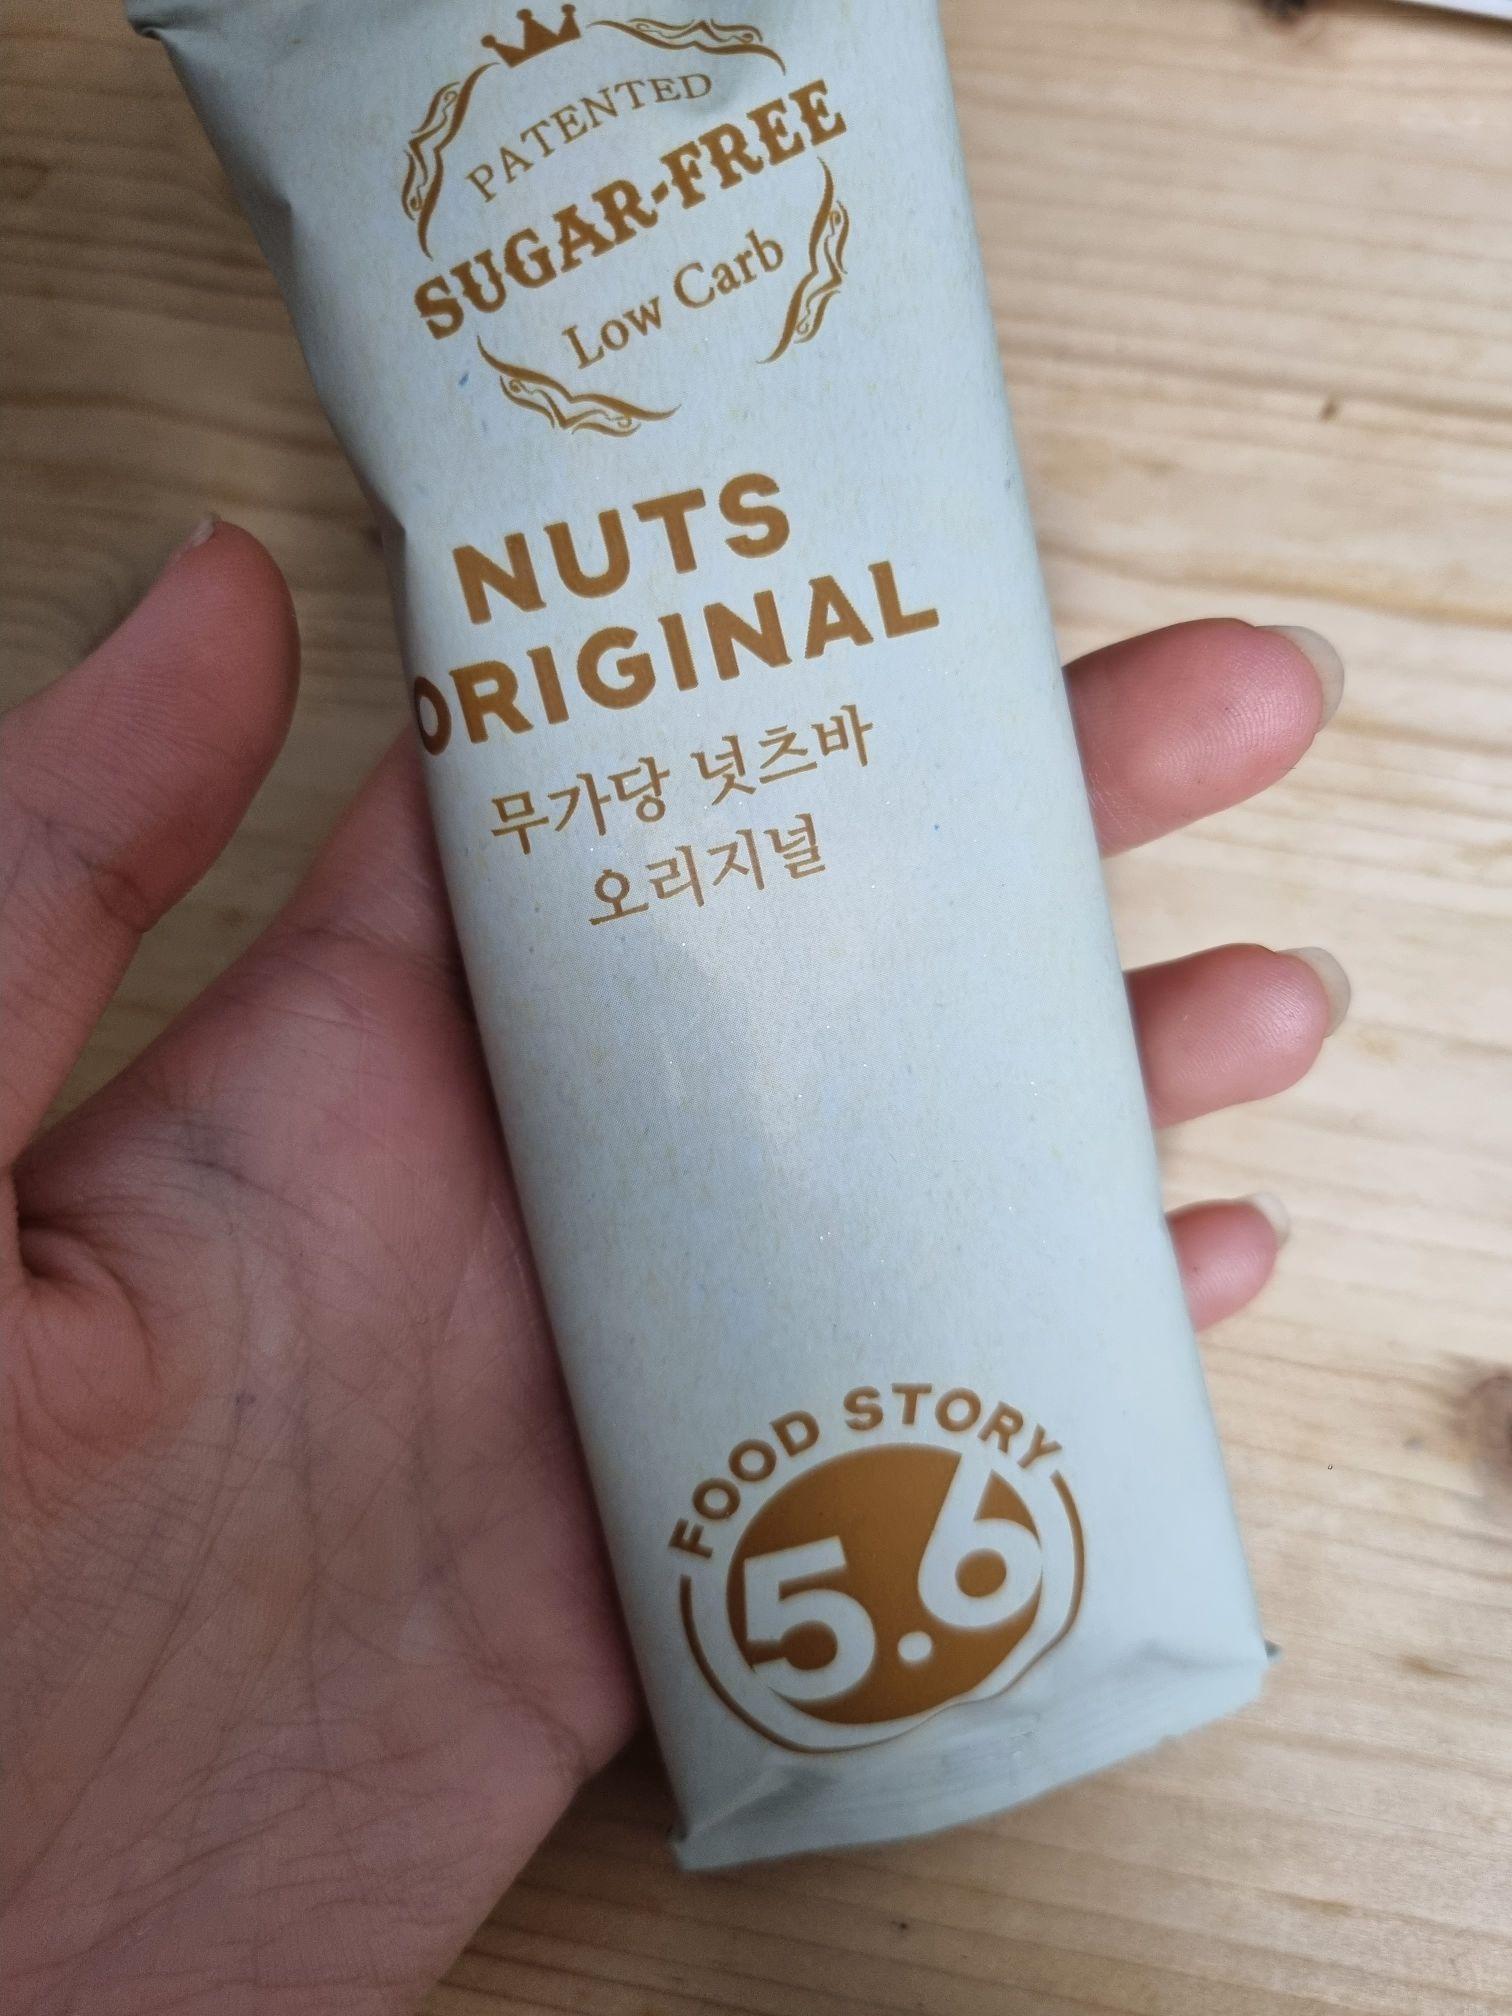 PATENTED
SUGAR-FREE
Low Carb
NUTS
ORIGINAL
무가당 넛츠바
오리지널
FOOD STORY
5.6